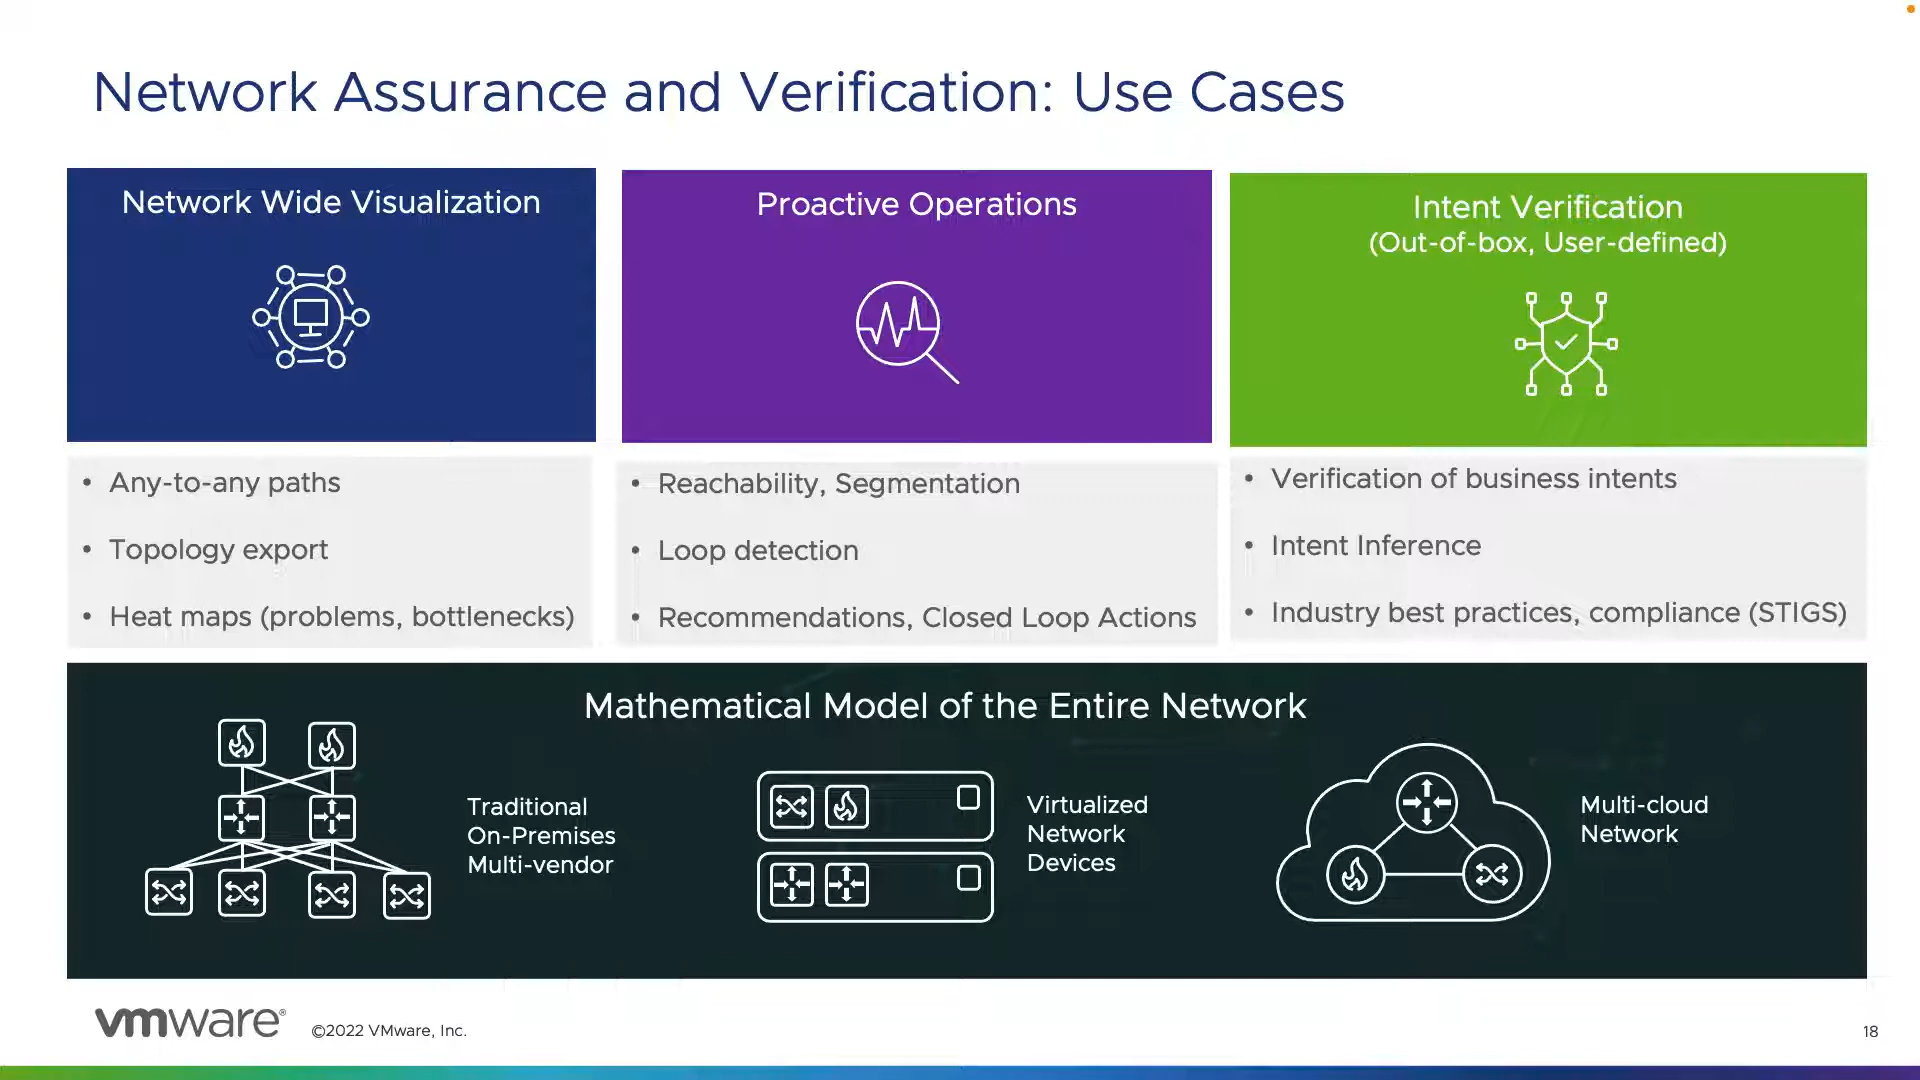 Network Assurance and Verification: Use Cases
Network Wide Visualization
• Any-to-any paths
• Topology export
• Heat maps (problems, bottlenecks)
Proactive Operations
• Reachability, Segmentation
• Loop detection
• Recommendations, Closed Loop Actions
Intent Verification
(Out-of-box, User-defined)
• Verification of business intents
• Intent Inference
• Industry best practices, compliance (STIGS)
Mathematical Model of the Entire Network
Traditional
On-Premises
Multi-vendor
Virtualized
Network
Devices
Multi-cloud
Network
vmware®
©2022 VMware, Inc.
18